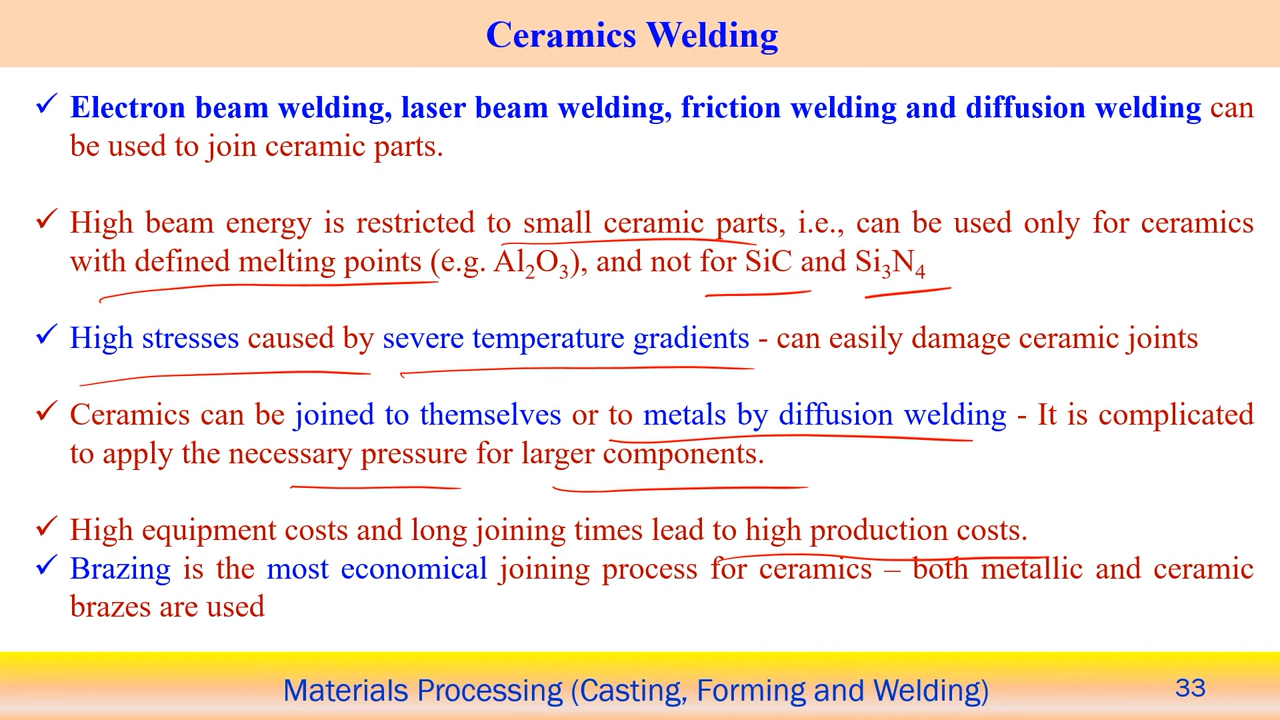 Ceramics Welding
✓ Electron beam welding, laser beam welding, friction welding and diffusion welding can
be used to join ceramic parts.
✓ High beam energy is restricted to small ceramic parts, i.e., can be used only for ceramics
with defined melting points (e.g. Al₂O₃), and not for SiC and Si₃N₄
✓ High stresses caused by severe temperature gradients - can easily damage ceramic joints
✓ Ceramics can be joined to themselves or to metals by diffusion welding - It is complicated
to apply the necessary pressure for larger components.
✓ High equipment costs and long joining times lead to high production costs.
✓ Brazing is the most economical joining process for ceramics – both metallic and ceramic
brazes are used
Materials Processing (Casting, Forming and Welding)
33